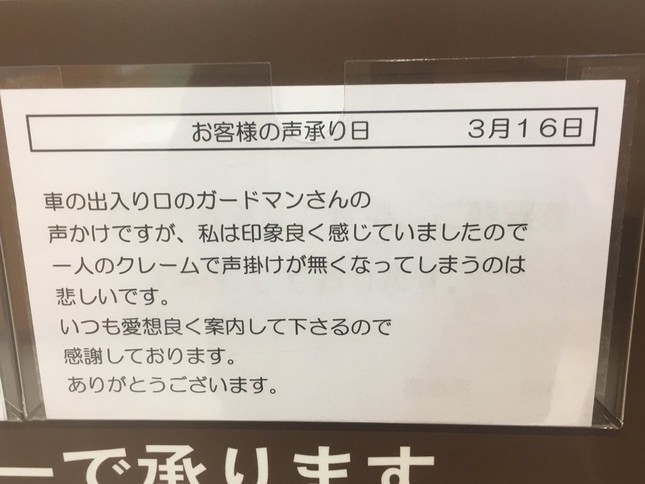 お客様の声承り日 3月16日
車の出入り口のガードマンさんの
声かけですが、私は印象良く感じていましたので
一人のクレームで声掛けが無くなってしまうのは
悲しいです。
いつも愛想良く案内して下さるので
感謝しております。
ありがとうございます。
ーで承ります